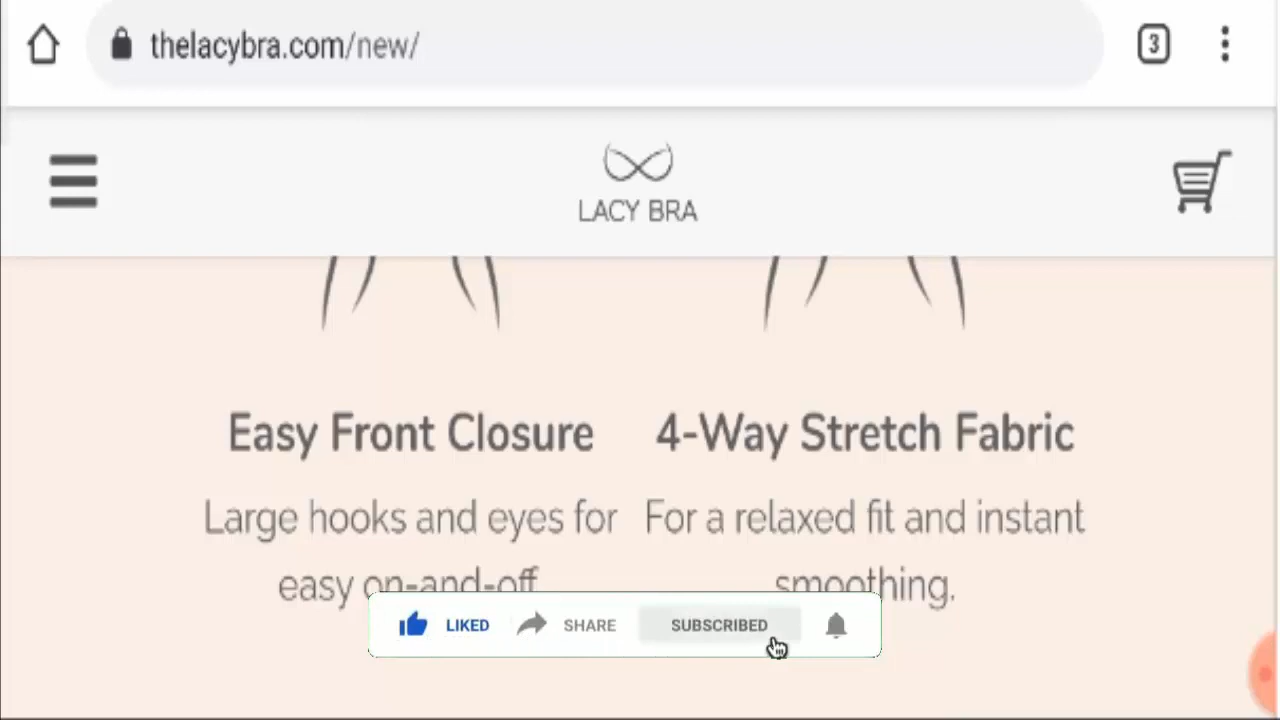 thelacybra.com/new/
3
LACY BRA
Easy Front Closure
Large hooks and eyes for
easy on-and-off
4-Way Stretch Fabric
For a relaxed fit and instant
smoothing.
LIKED
SHARE
SUBSCRIBED